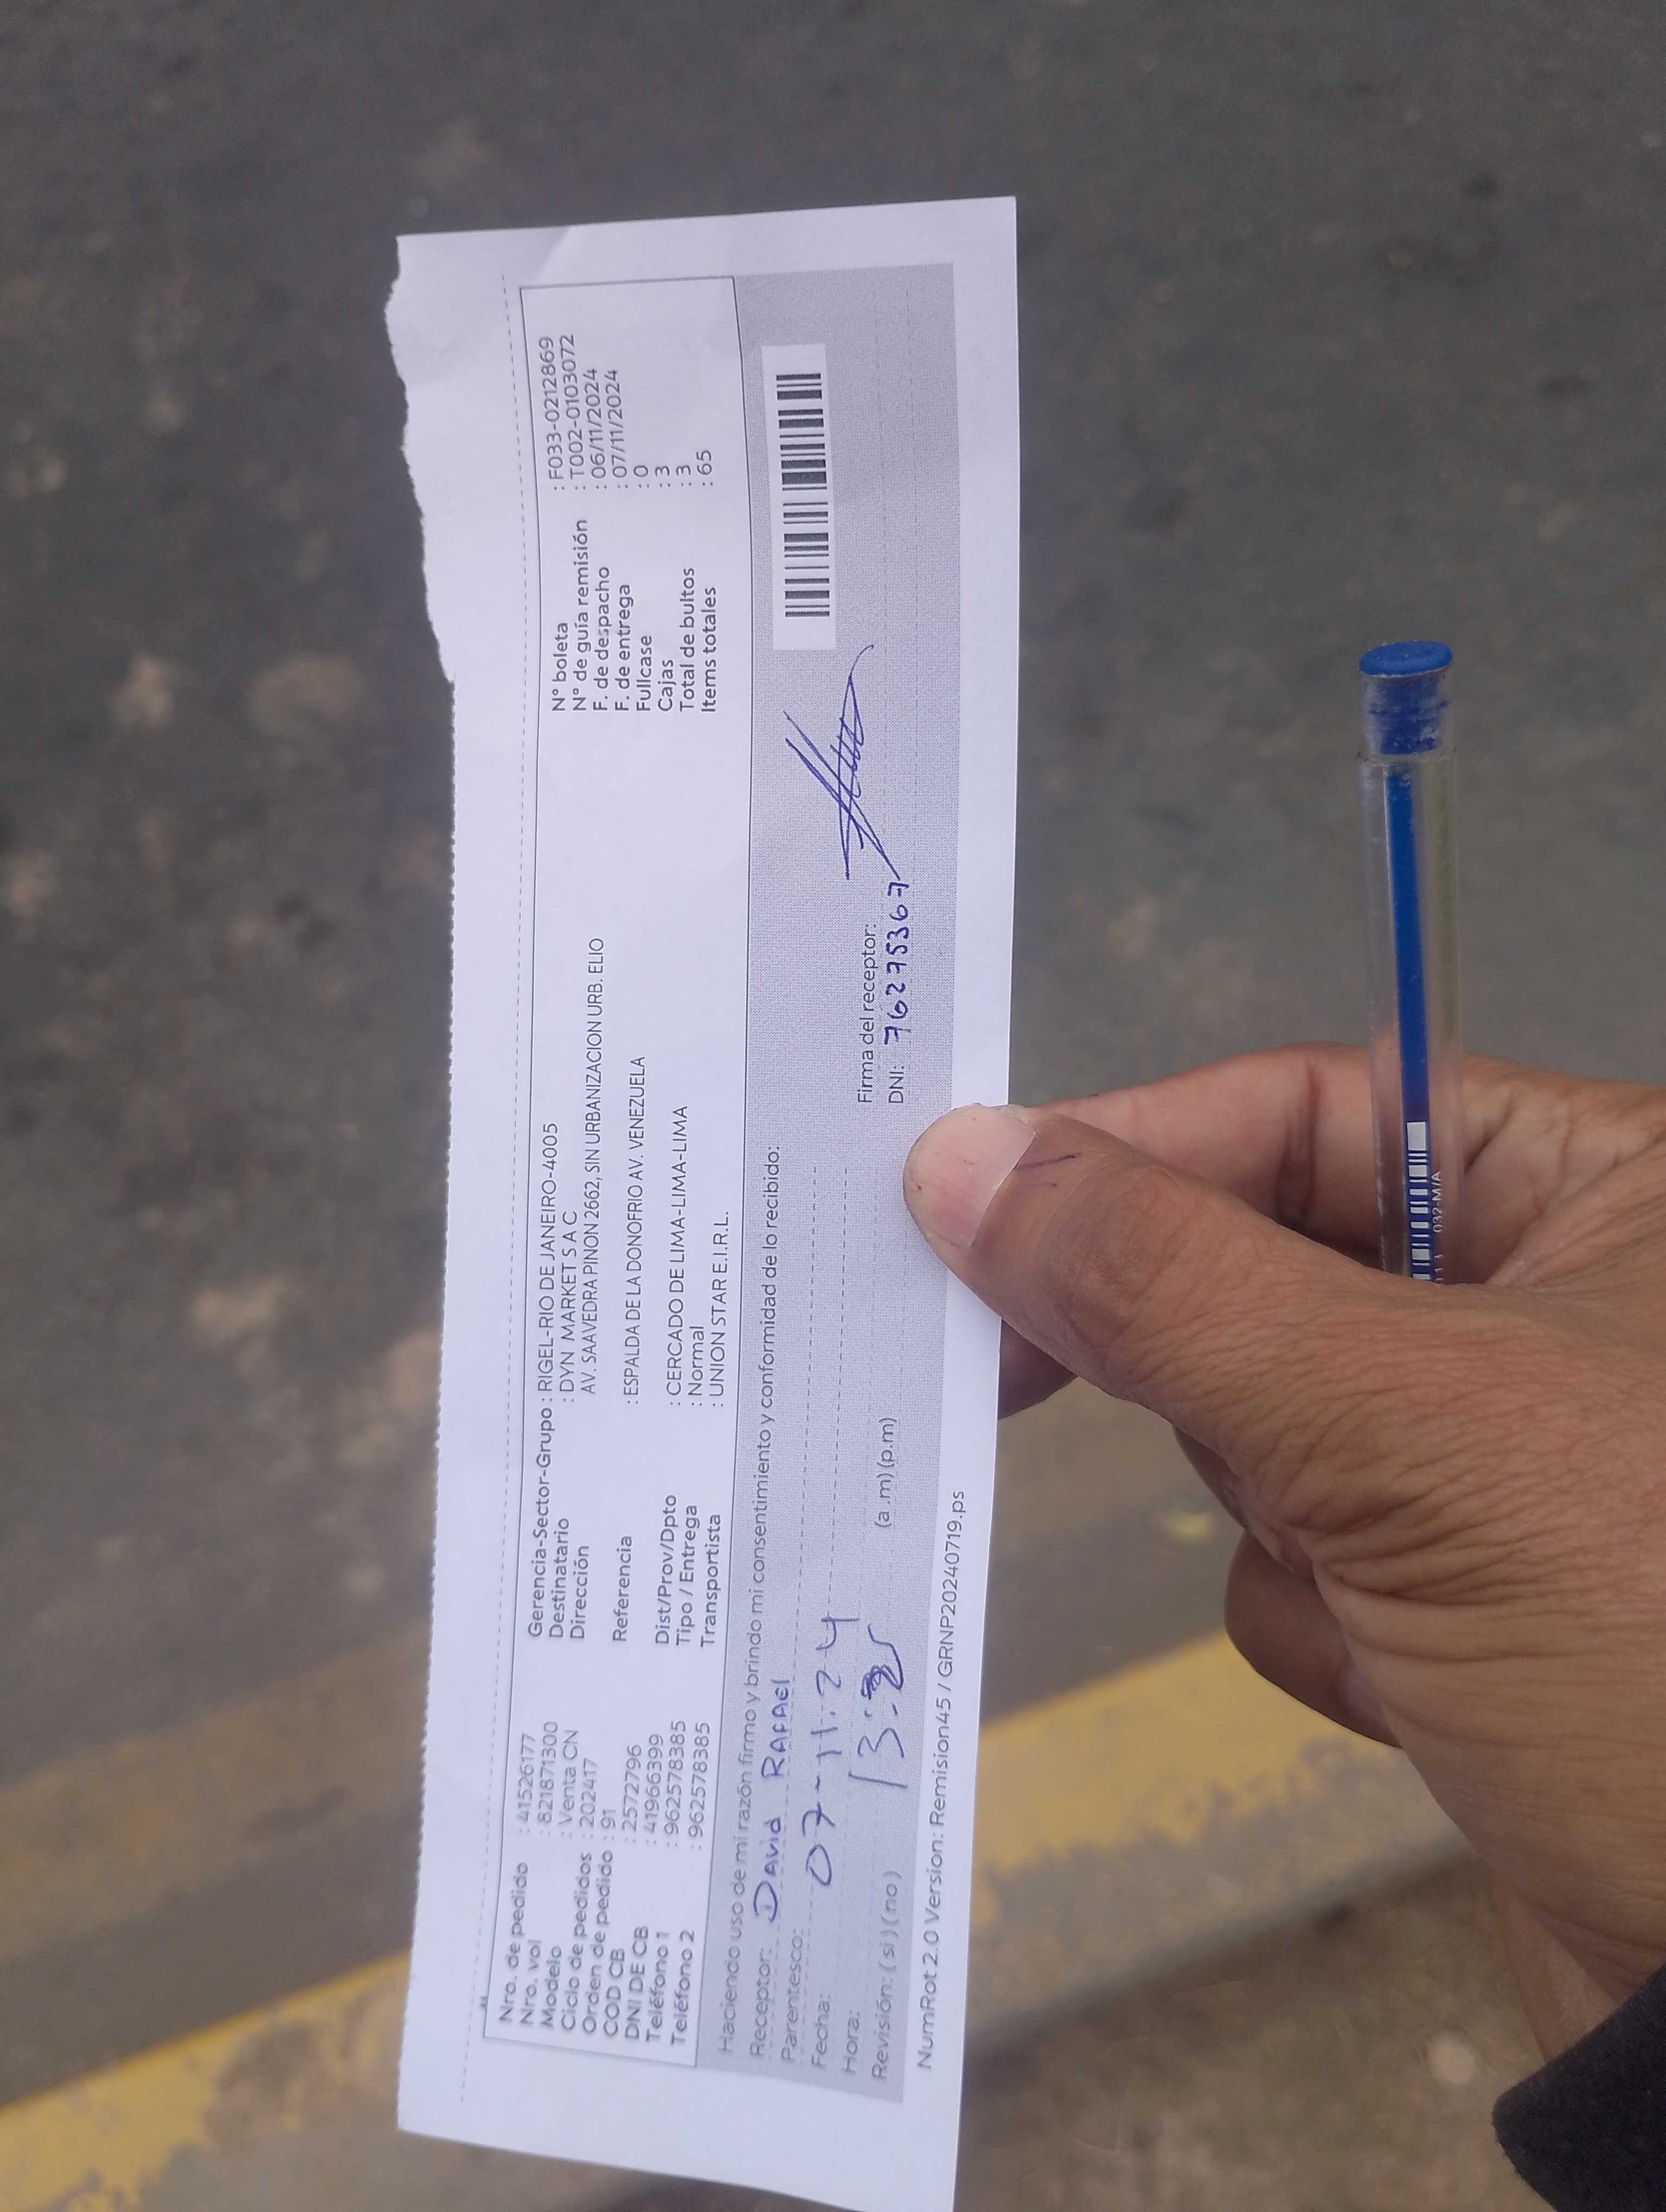 Nro. de pedido : 41526177
Nro. vol : 821871300
Modelo : Venta CN
Ciclo de pedidos : 202417
Orden de pedido : 91
COD CB : 2572796
DNI DE CB : 41966399
Teléfono 1 : 962578385
Teléfono 2 : 962578385
Gerencia-Sector-Grupo : RIGEL-RIO DE JANEIRO-4005
Destinatario : DYN MARKET S A C
Dirección AV. SAAVEDRA PINON 2662, SIN URBANIZACION URB. ELIO
Referencia : ESPALDA DE LA DONOFRIO AV. VENEZUELA
Dist/Prov/Dpto : CERCADO DE LIMA-LIMA-LIMA
Tipo / Entrega : Normal
Transportista : UNION STAR E.I.R.L.
N° boleta : F033-0212869
N° de guía remisión : T002-0103072
F. de despacho : 06/11/2024
F. de entrega : 07/11/2024
Fullcase : 0
Cajas : 3
Total de bultos : 3
Items totales : 65
Haciendo uso de mi razón firmo y brindo mi consentimiento y conformidad de lo recibido:
Receptor: David RAFAEl
Parentesco:
Fecha: 07-11-24
Hora: (a .m) (p.m)
Revisión: ( si ) ( no )
Firma del receptor:
DNI: 76275367
NumRot 2.0 Version: Remision45 / GRNP20240719.ps
032-M/A